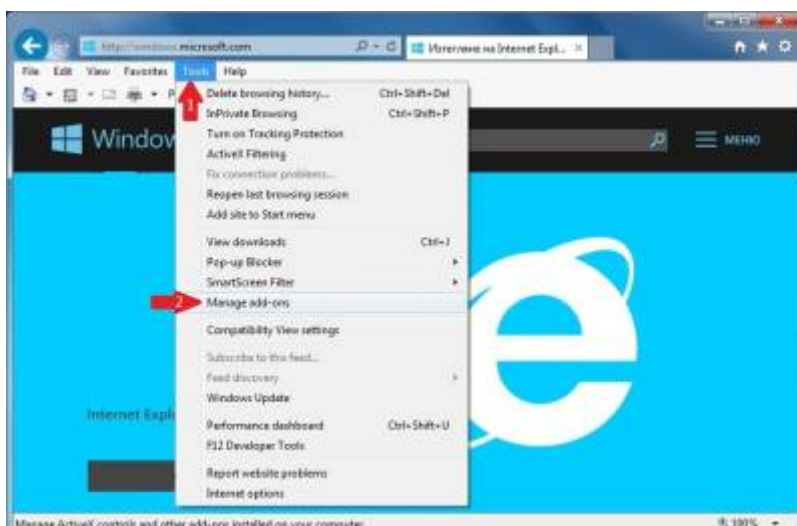 http://windows.microsoft.com
Изтегляне на Internet Expl...
File Edit View Favorites Tools Help
1
Delete browsing history... Ctrl+Shift+Del
InPrivate Browsing Ctrl+Shift+P
Turn on Tracking Protection
ActiveX Filtering
Fix connection problems...
Reopen last browsing session
Add site to Start menu
Window
МЕНЮ
View downloads Ctrl+J
Pop-up Blocker
SmartScreen Filter
2
Manage add-ons
Compatibility View settings
Subscribe to this feed...
Feed discovery
Windows Update
Internet Expl
Performance dashboard Ctrl+Shift+U
F12 Developer Tools
Report website problems
Internet options
Manage ActiveX controls and other add-ons installed on your computer
100%